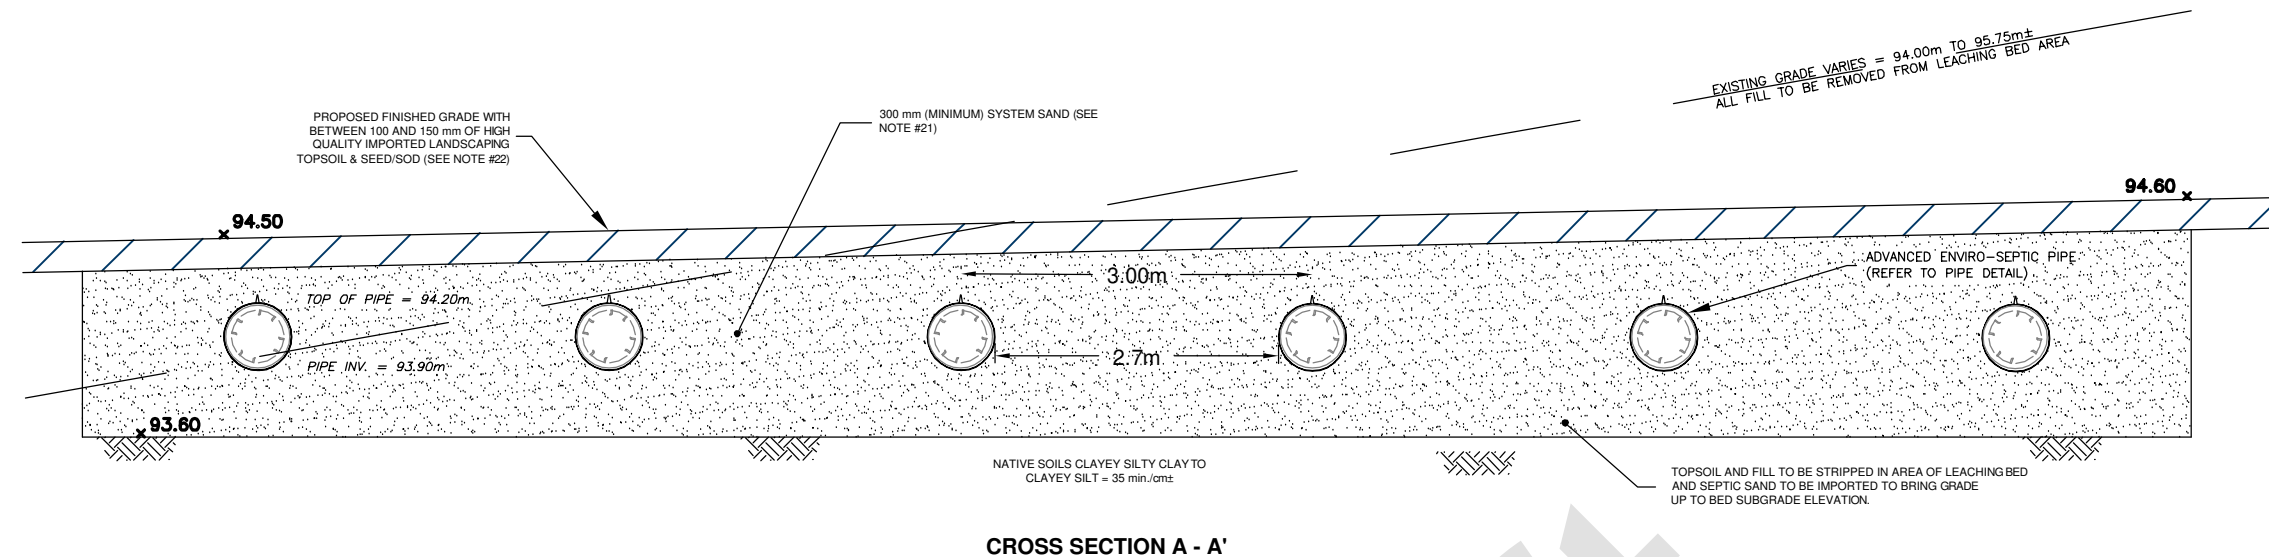 EXISTING GRADE VARIES = 94.00m TO 95.75m±
ALL FILL TO BE REMOVED FROM LEACHING BED AREA
PROPOSED FINISHED GRADE WITH
BETWEEN 100 AND 150 mm OF HIGH
QUALITY IMPORTED LANDSCAPING
TOPSOIL & SEED/SOD (SEE NOTE #22)
300 mm (MINIMUM) SYSTEM SAND (SEE
NOTE #21)
94.50
94.60
ADVANCED ENVIRO-SEPTIC PIPE
(REFER TO PIPE DETAIL)
3.00m
TOP OF PIPE = 94.20m
2.7m
PIPE INV. = 93.90m
93.60
NATIVE SOILS CLAYEY SILTY CLAY TO
CLAYEY SILT = 35 min./cm±
TOPSOIL AND FILL TO BE STRIPPED IN AREA OF LEACHING BED
AND SEPTIC SAND TO BE IMPORTED TO BRING GRADE
UP TO BED SUBGRADE ELEVATION.
CROSS SECTION A - A'